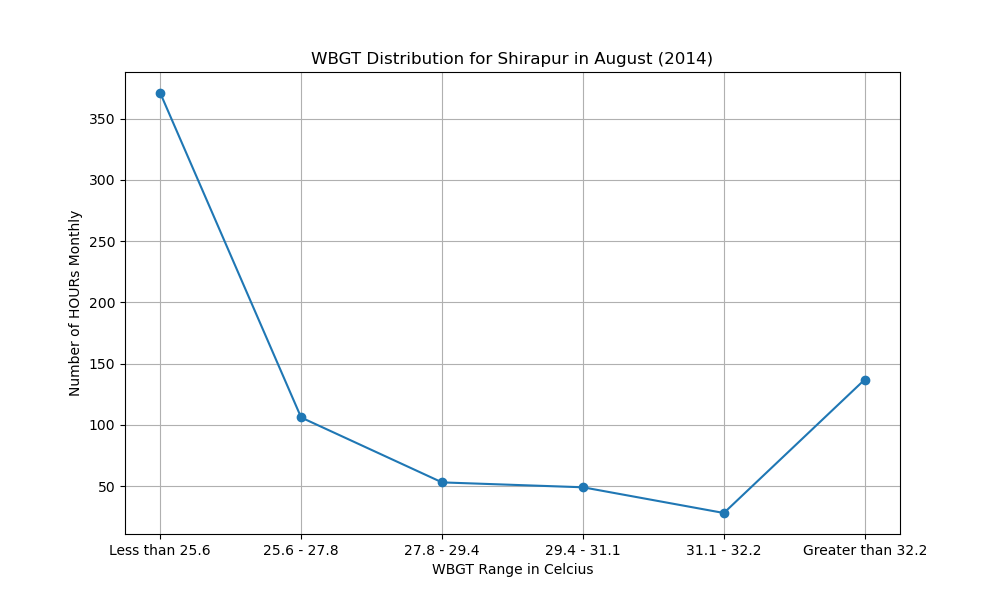 WBGT Distribution for Shirapur in August (2014)
Number of HOURs Monthly
350
300
250
200
150
100
50
Less than 25.6
25.6 - 27.8
27.8 - 29.4
29.4 - 31.1
31.1 - 32.2
Greater than 32.2
WBGT Range in Celcius